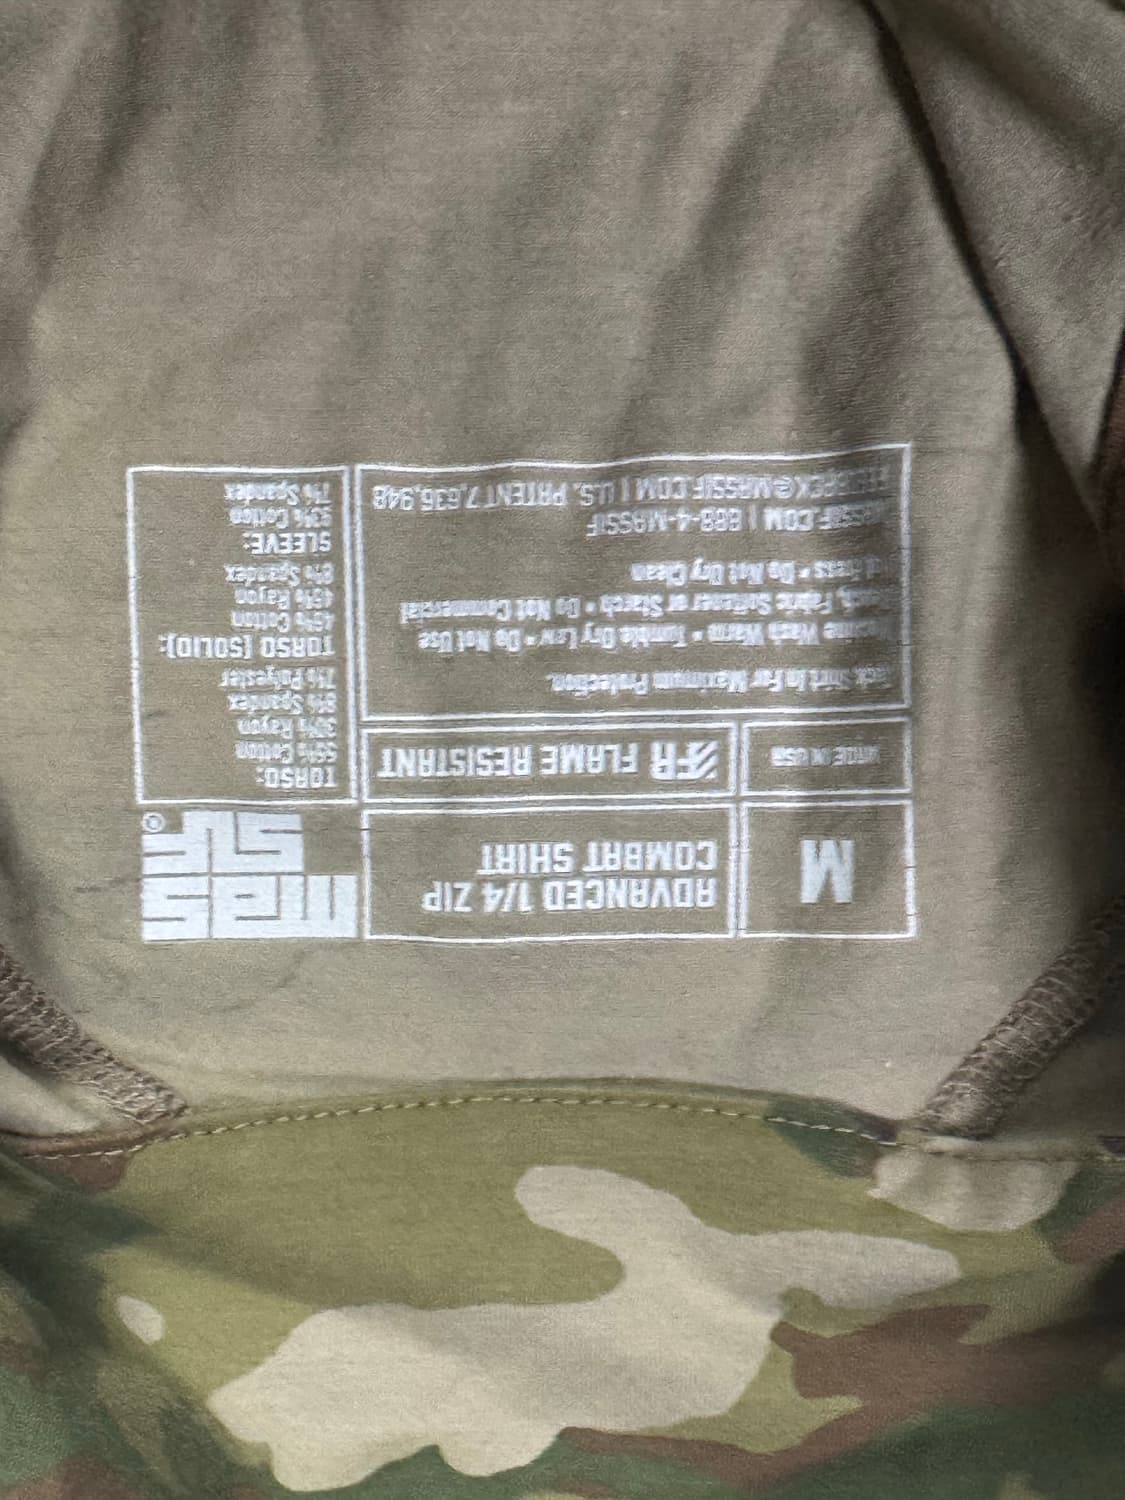 M
ADVANCED 1/4 ZIP
COMBAT SHIRT
MASSIF®
MADE IN USA
FR FLAME RESISTANT
Tuck Shirt In For Maximum Protection.
Machine Wash Warm • Tumble Dry Low • Do Not Use
Bleach, Fabric Softener or Starch • Do Not Commercial
Press • Do Not Dry Clean
MASSIF.COM | 888-4-MASSIF
@MASSIF.COM | U.S. PATENT 7,636,948
TORSO:
55% Cotton
30% Rayon
8% Spandex
7% Polyester
TORSO (SOLID):
46% Cotton
46% Rayon
8% Spandex
SLEEVE:
93% Cotton
7% Spandex